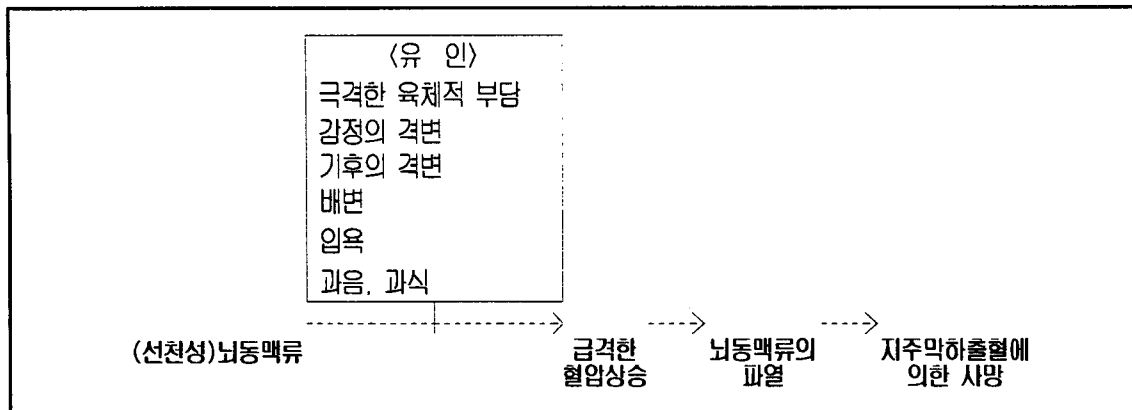 〈유 인〉
극격한 육체적 부담
감정의 격변
기후의 격변
배변
입욕
과음, 과식
(선천성)뇌동맥류
급격한
혈압상승
뇌동맥류의
파열
지주막하출혈에
의한 사망